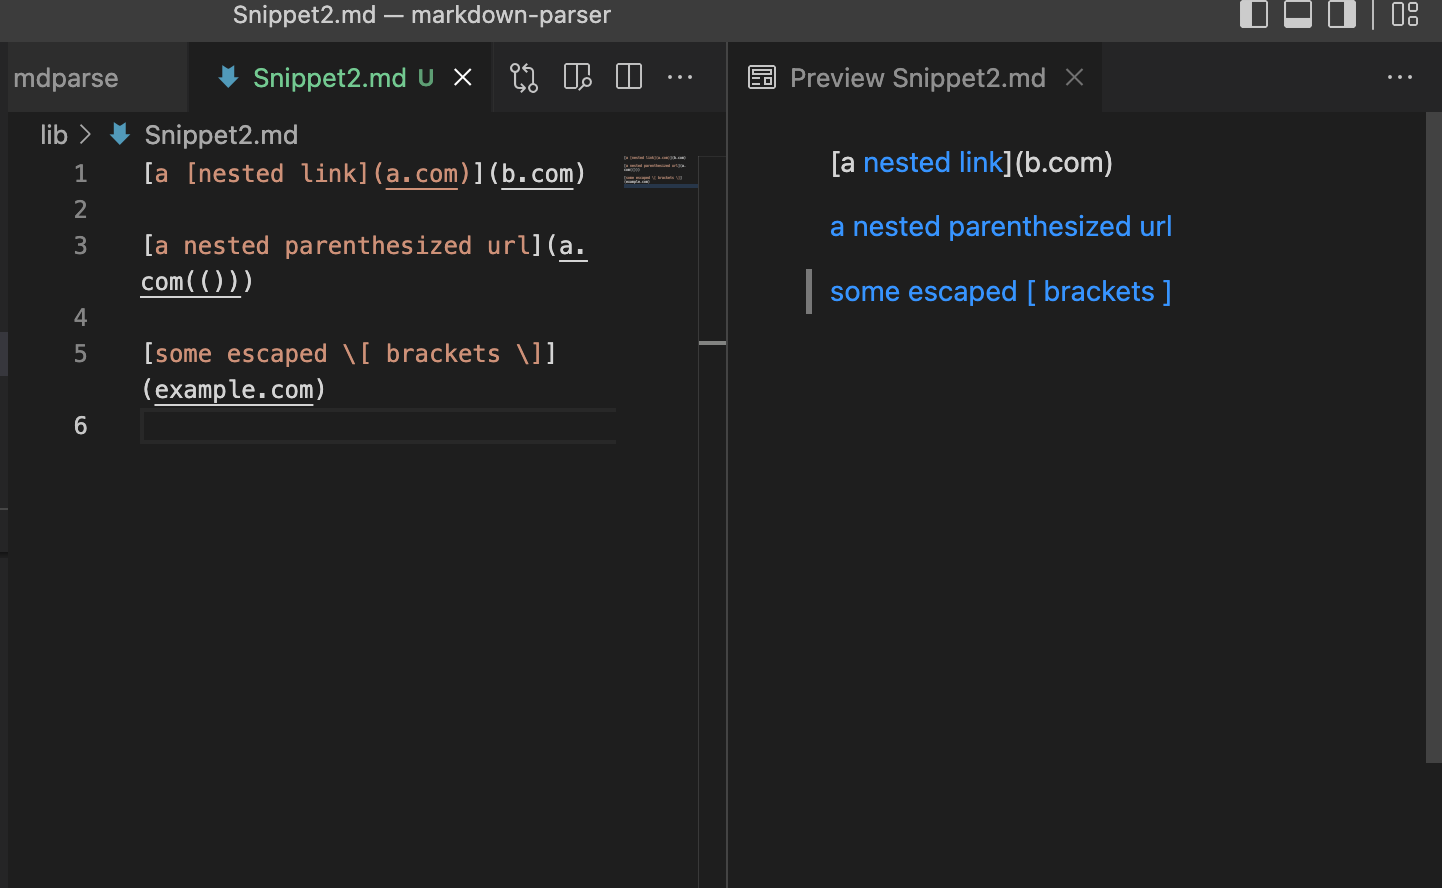 Snippet2.md — markdown-parser
mdparse
Snippet2.md U
Preview Snippet2.md
lib > Snippet2.md
1 [a [nested link](a.com)](b.com)
2
3 [a nested parenthesized url](a.
com(()))
4
5 [some escaped \[ brackets \]]
(example.com)
6
[a nested link](b.com)
a nested parenthesized url
some escaped [ brackets ]